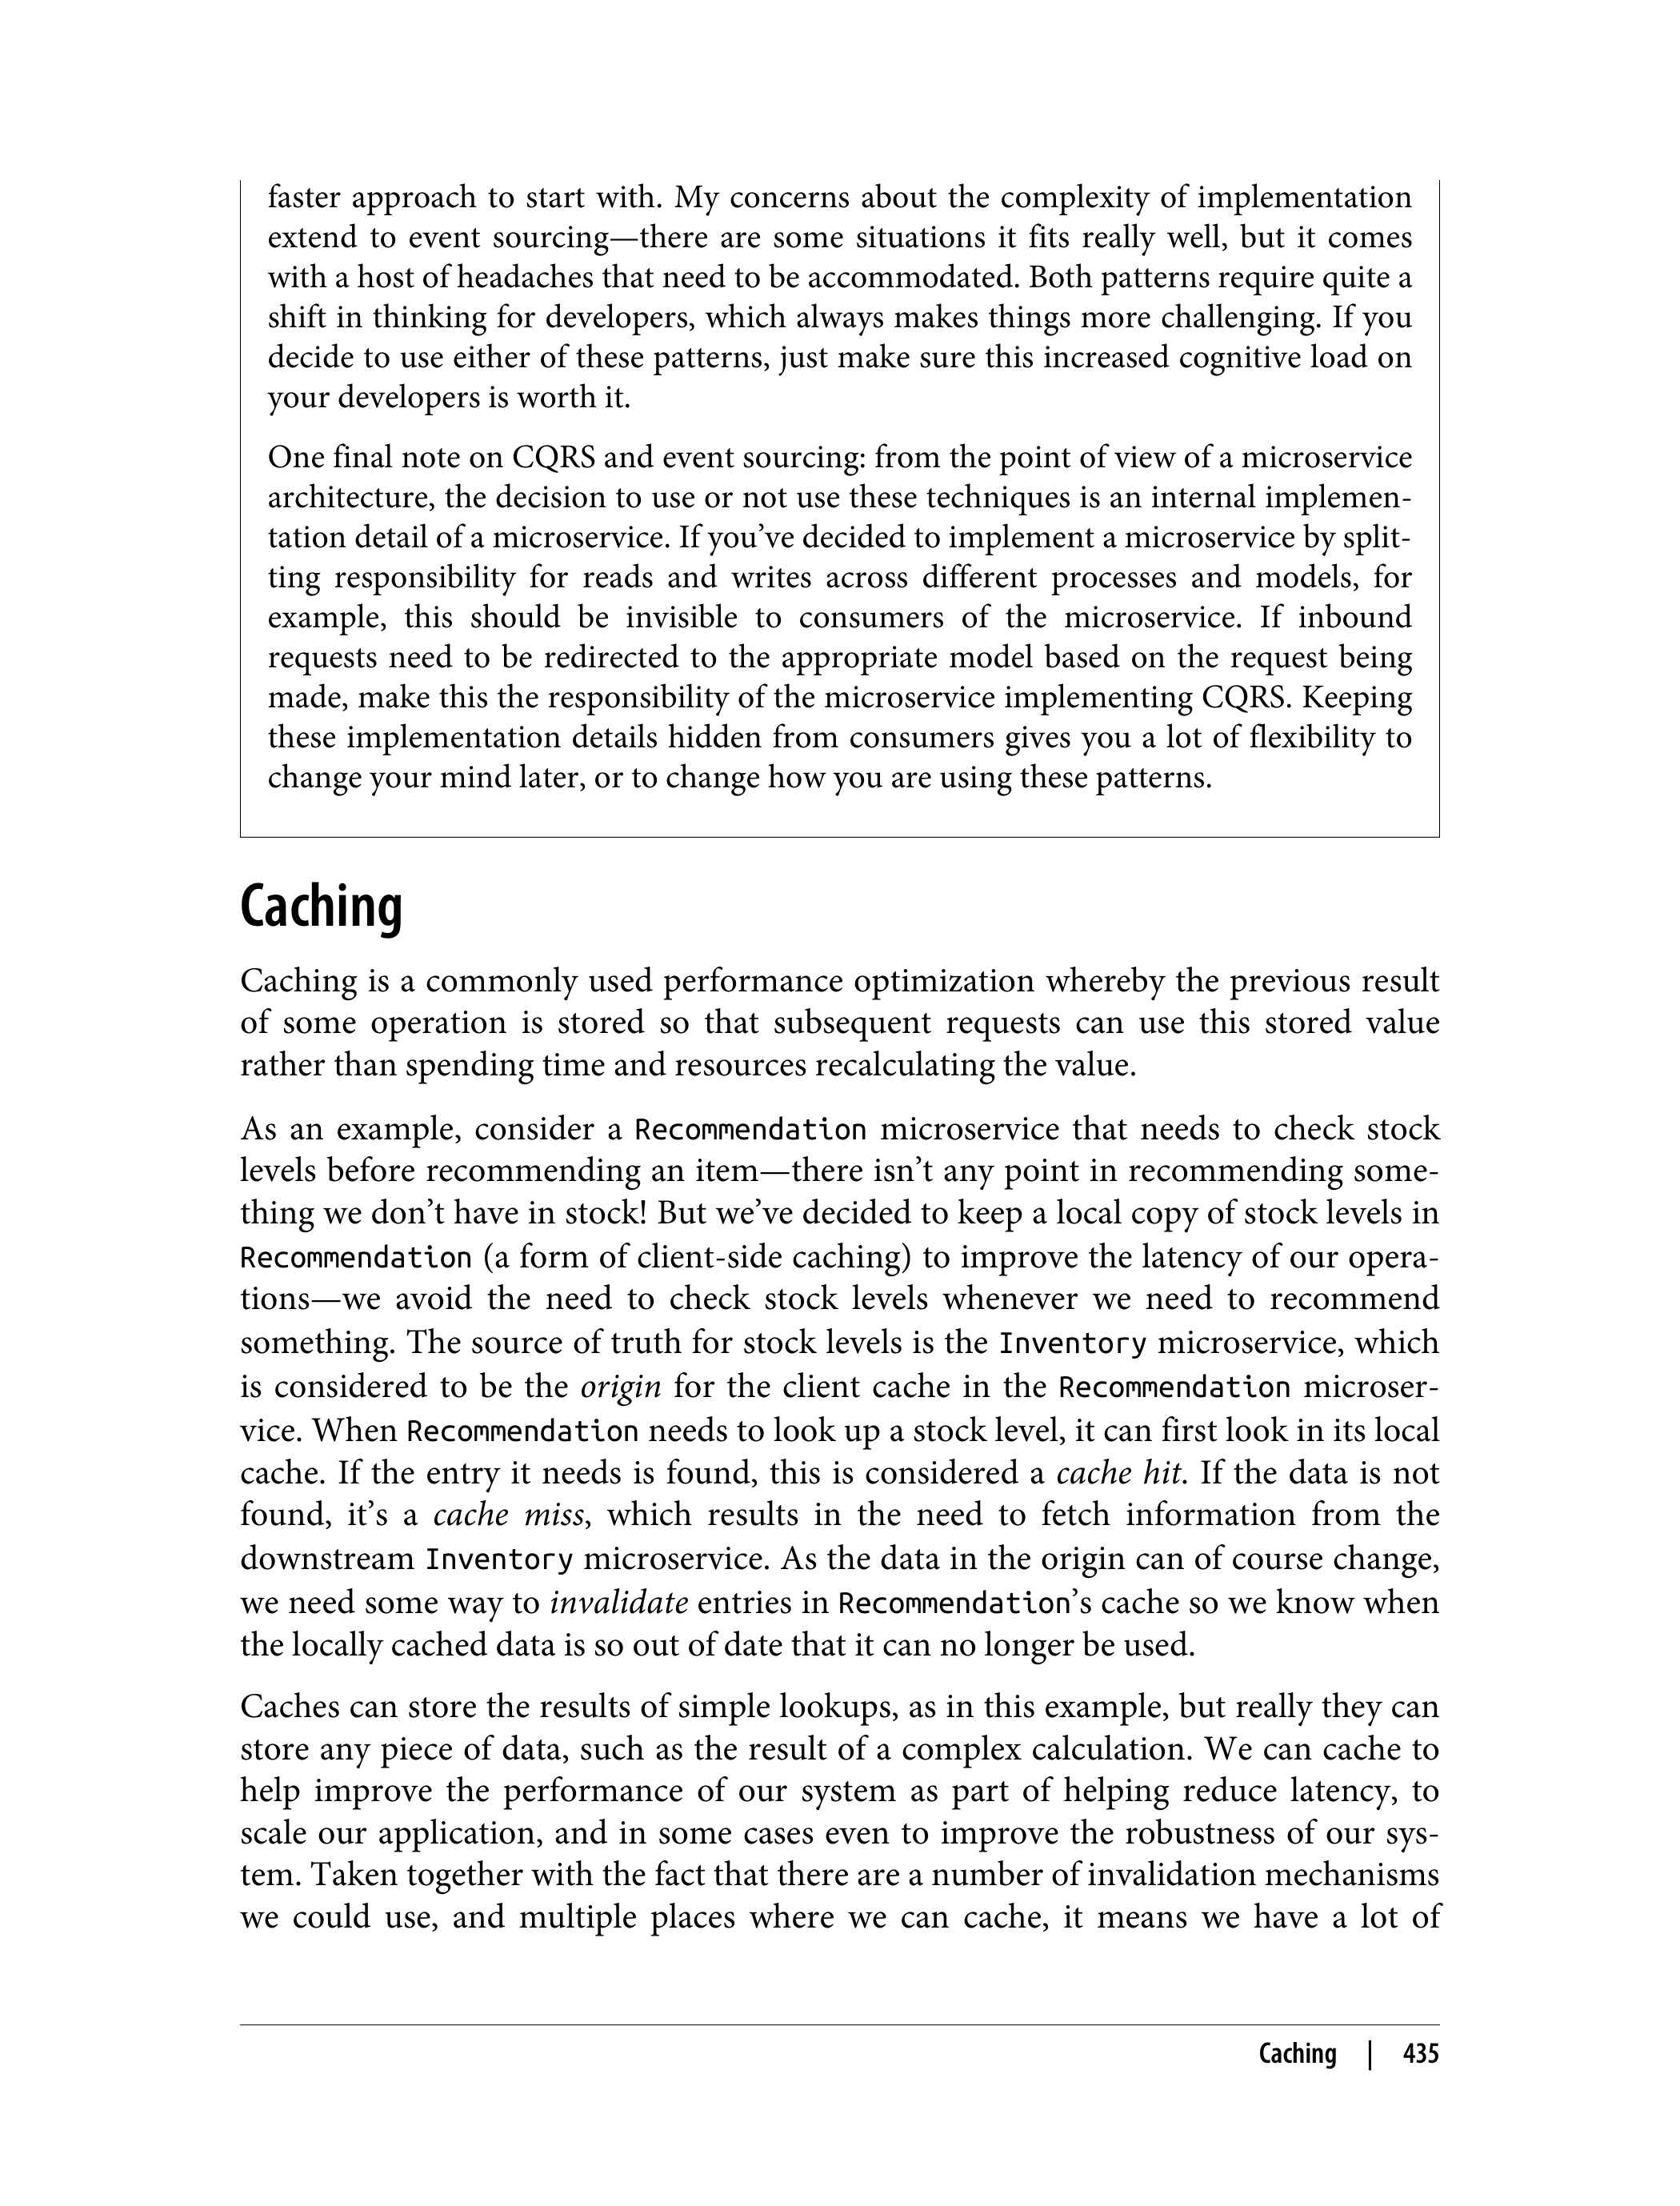 faster approach to start with. My concerns about the complexity of implementation
extend to event sourcing—there are some situations it fits really well, but it comes
with a host of headaches that need to be accommodated. Both patterns require quite a
shift in thinking for developers, which always makes things more challenging. If you
decide to use either of these patterns, just make sure this increased cognitive load on
your developers is worth it.
One final note on CQRS and event sourcing: from the point of view of a microservice
architecture, the decision to use or not use these techniques is an internal implemen-
tation detail of a microservice. If you’ve decided to implement a microservice by split-
ting responsibility for reads and writes across different processes and models, for
example, this should be invisible to consumers of the microservice. If inbound
requests need to be redirected to the appropriate model based on the request being
made, make this the responsibility of the microservice implementing CQRS. Keeping
these implementation details hidden from consumers gives you a lot of flexibility to
change your mind later, or to change how you are using these patterns.
Caching
Caching is a commonly used performance optimization whereby the previous result
of some operation is stored so that subsequent requests can use this stored value
rather than spending time and resources recalculating the value.
As an example, consider a Recommendation microservice that needs to check stock
levels before recommending an item—there isn’t any point in recommending some-
thing we don’t have in stock! But we’ve decided to keep a local copy of stock levels in
Recommendation (a form of client-side caching) to improve the latency of our opera-
tions—we avoid the need to check stock levels whenever we need to recommend
something. The source of truth for stock levels is the Inventory microservice, which
is considered to be the origin for the client cache in the Recommendation microser-
vice. When Recommendation needs to look up a stock level, it can first look in its local
cache. If the entry it needs is found, this is considered a cache hit. If the data is not
found, it’s a cache miss, which results in the need to fetch information from the
downstream Inventory microservice. As the data in the origin can of course change,
we need some way to invalidate entries in Recommendation’s cache so we know when
the locally cached data is so out of date that it can no longer be used.
Caches can store the results of simple lookups, as in this example, but really they can
store any piece of data, such as the result of a complex calculation. We can cache to
help improve the performance of our system as part of helping reduce latency, to
scale our application, and in some cases even to improve the robustness of our sys-
tem. Taken together with the fact that there are a number of invalidation mechanisms
we could use, and multiple places where we can cache, it means we have a lot of
Caching | 435